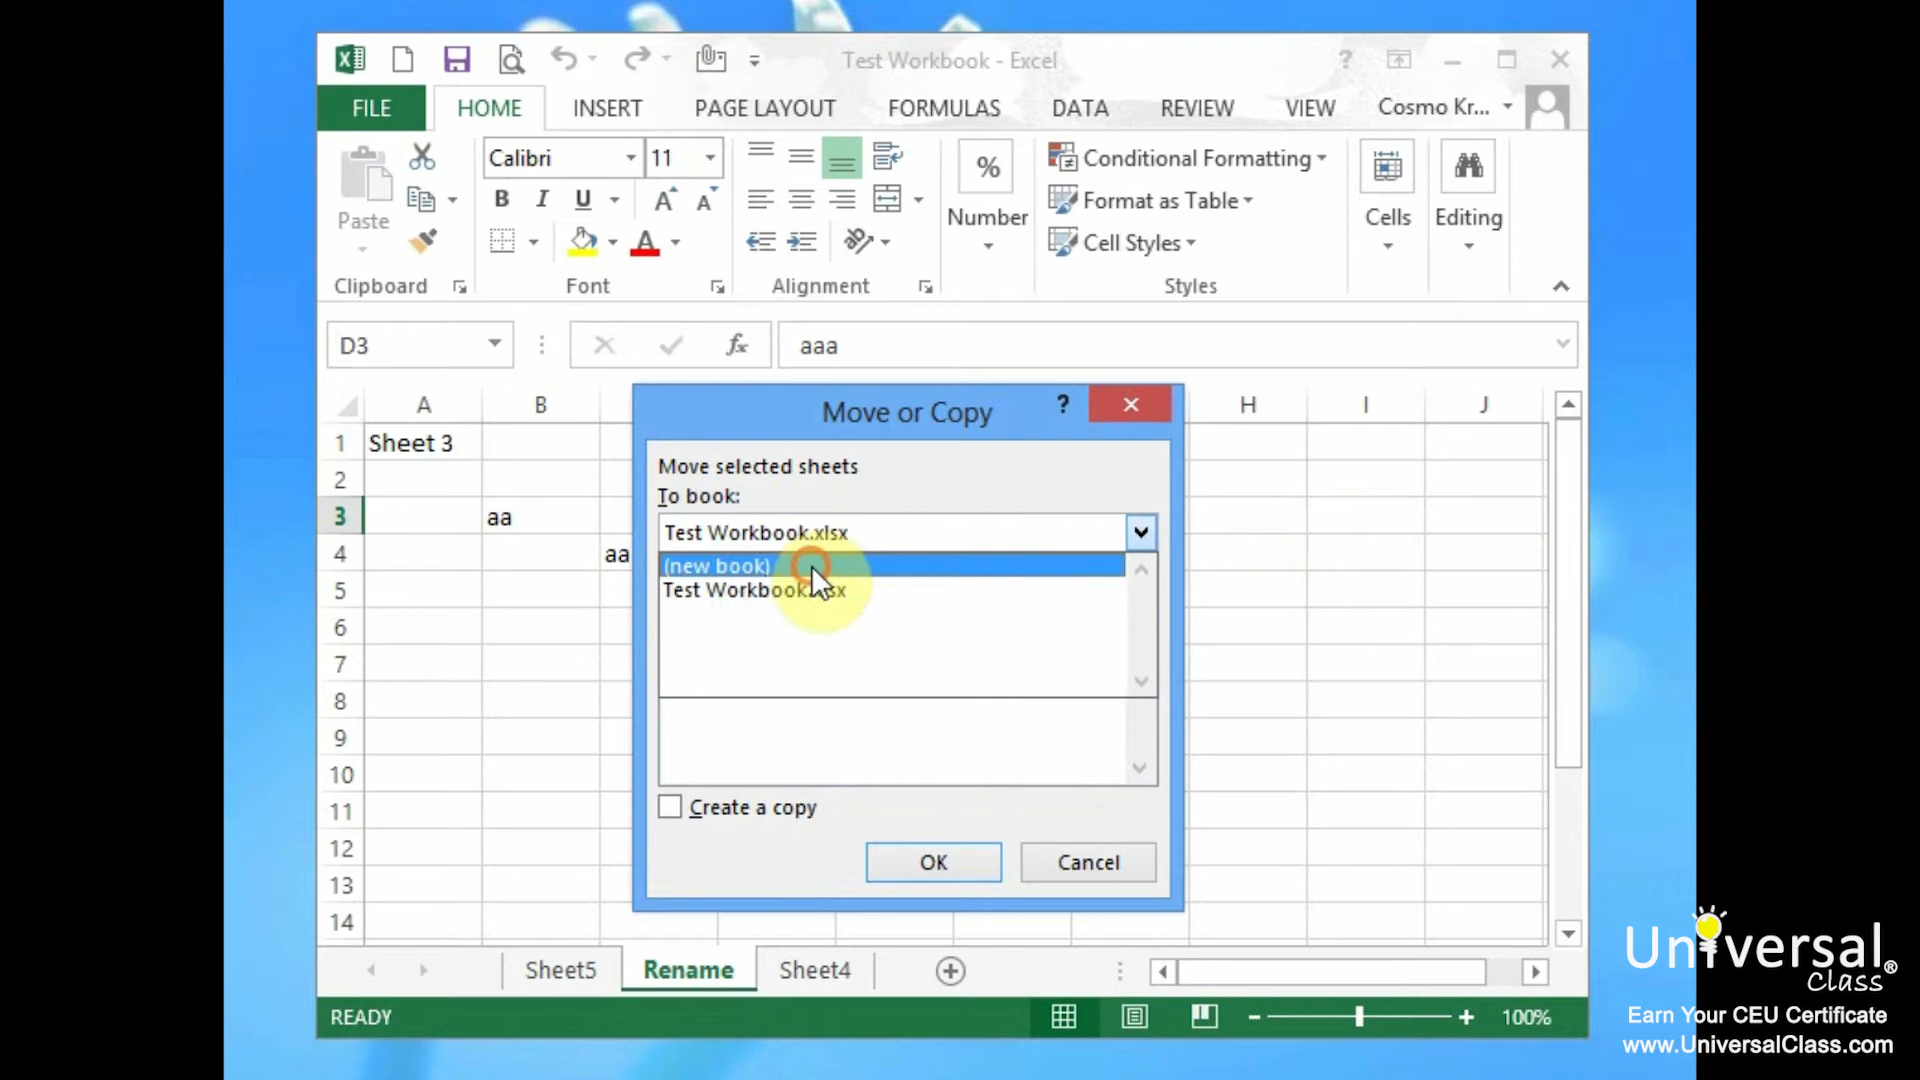 Test Workbook - Excel
?
FILE HOME INSERT PAGE LAYOUT FORMULAS DATA REVIEW VIEW Cosmo Kr...
Calibri 11
% Conditional Formatting
Paste B I U A A Number Format as Table Cells Editing
A Cell Styles
Clipboard Font Alignment Styles
D3 fx aaa
A B H I J
Move or Copy ?
1 Sheet 3
Move selected sheets
2
To book:
3 aa
Test Workbook.xlsx
4 aa
(new book)
5
Test Workbook.xlsx
6
7
8
9
10
11
Create a copy
12
OK Cancel
13
14
Sheet5 Rename Sheet4
READY 100%
Universal
Class®
Earn Your CEU Certificate
www.UniversalClass.com